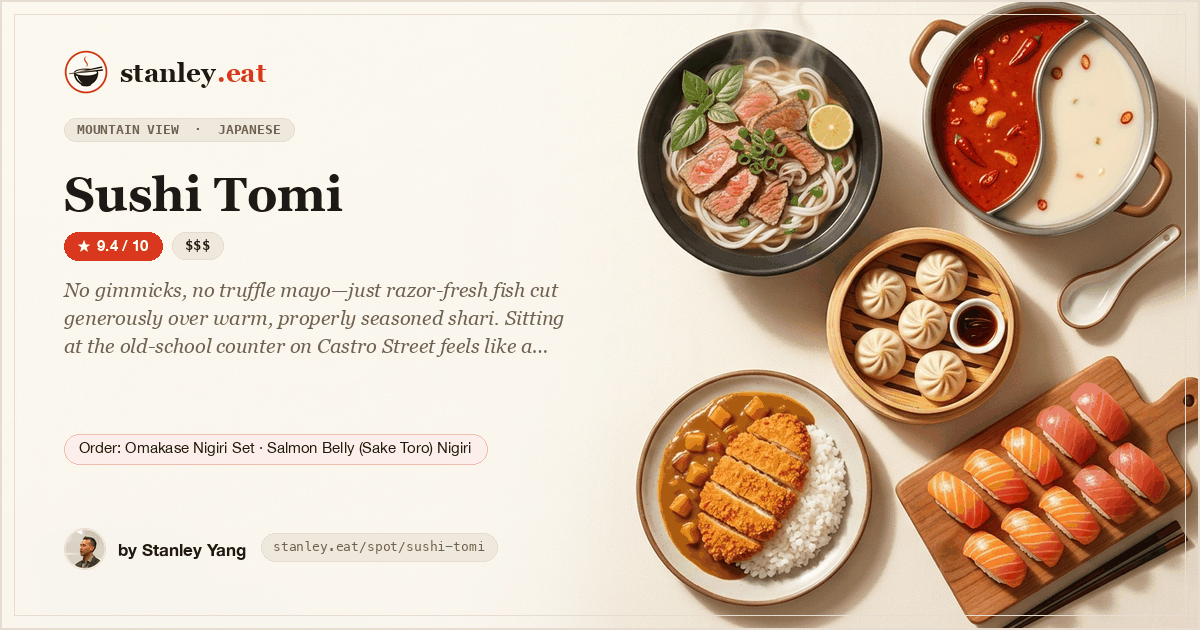 stanley.eat
MOUNTAIN VIEW · JAPANESE
Sushi Tomi
★ 9.4 / 10 $$$
No gimmicks, no truffle mayo—just razor-fresh fish cut
generously over warm, properly seasoned shari. Sitting
at the old-school counter on Castro Street feels like a...
Order: Omakase Nigiri Set · Salmon Belly (Sake Toro) Nigiri
by Stanley Yang stanley.eat/spot/sushi-tomi